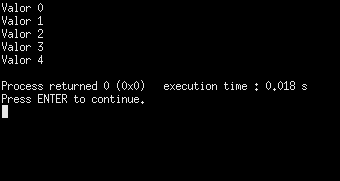 Valor 0
Valor 1
Valor 2
Valor 3
Valor 4
Process returned 0 (0x0)   execution time : 0.018 s
Press ENTER to continue.